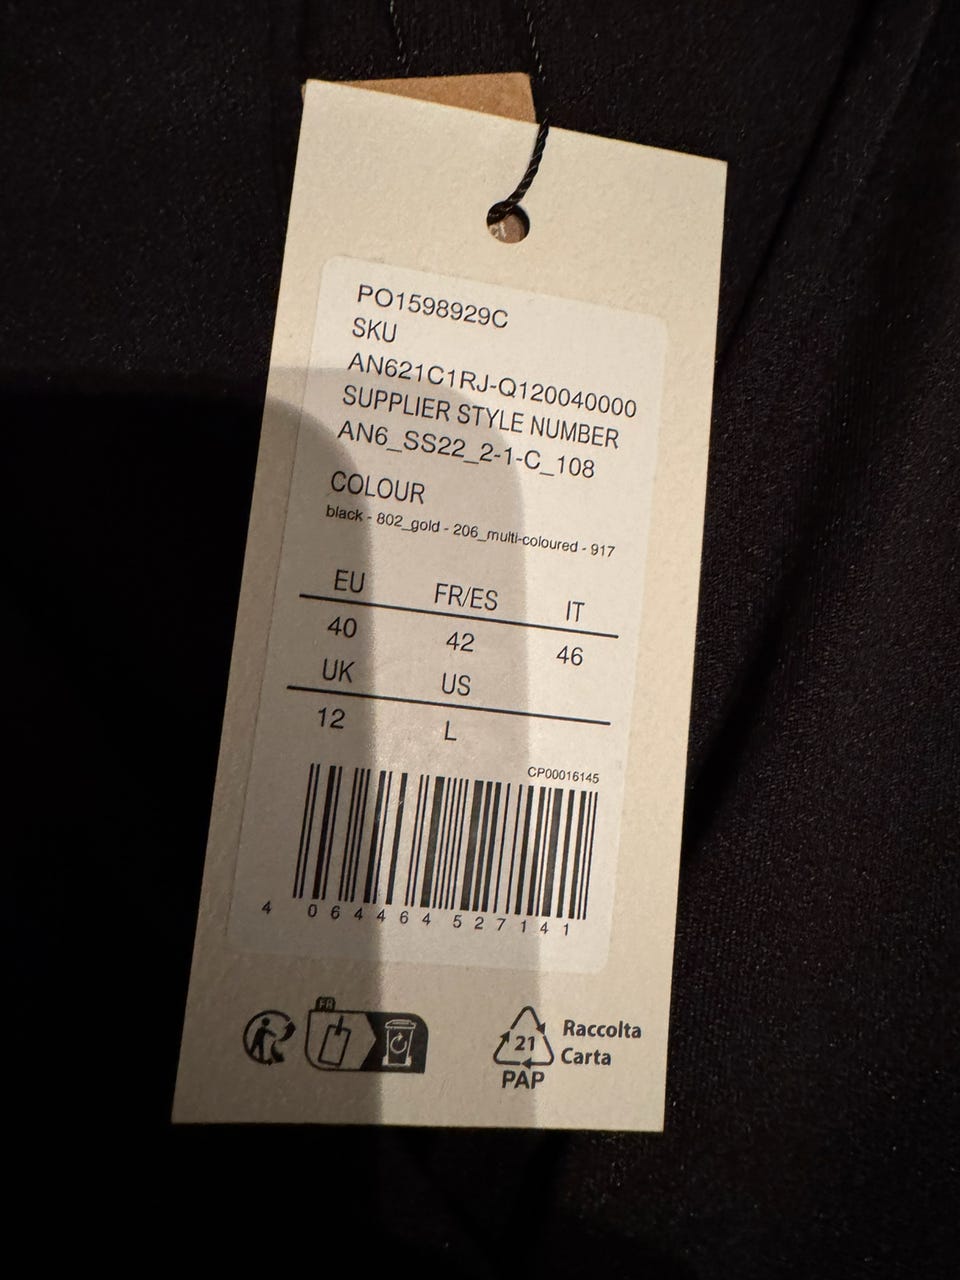 PO1598929C
SKU
AN621C1RJ-Q120040000
SUPPLIER STYLE NUMBER
AN6_SS22_2-1-C_108
COLOUR
black - 802_gold - 206_multi-coloured - 917
EU FR/ES IT
40 42 46
UK US
12 L
CP00016145
4 064464 527141
FR
21
PAP
Raccolta
Carta